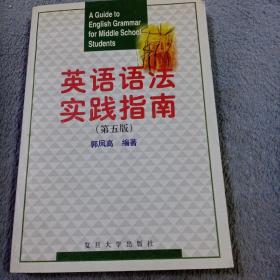 A Guide to
English Grammar
for Middle School
Students
英语语法
实践指南
(第五版)
郭凤高 编著
复旦大学出版社